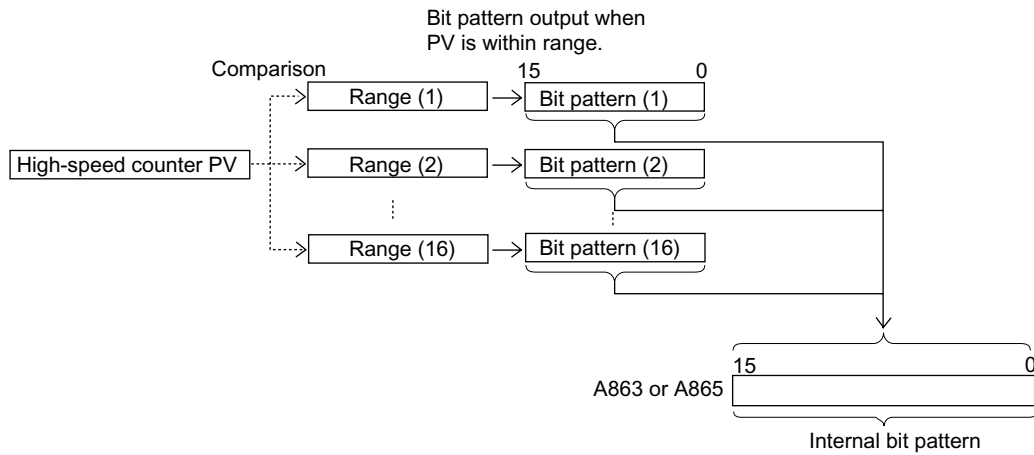 Bit pattern output when
PV is within range.
Comparison
15 0
Range (1) Bit pattern (1)
High-speed counter PV
Range (2) Bit pattern (2)
Range (16) Bit pattern (16)
15 0
A863 or A865
Internal bit pattern